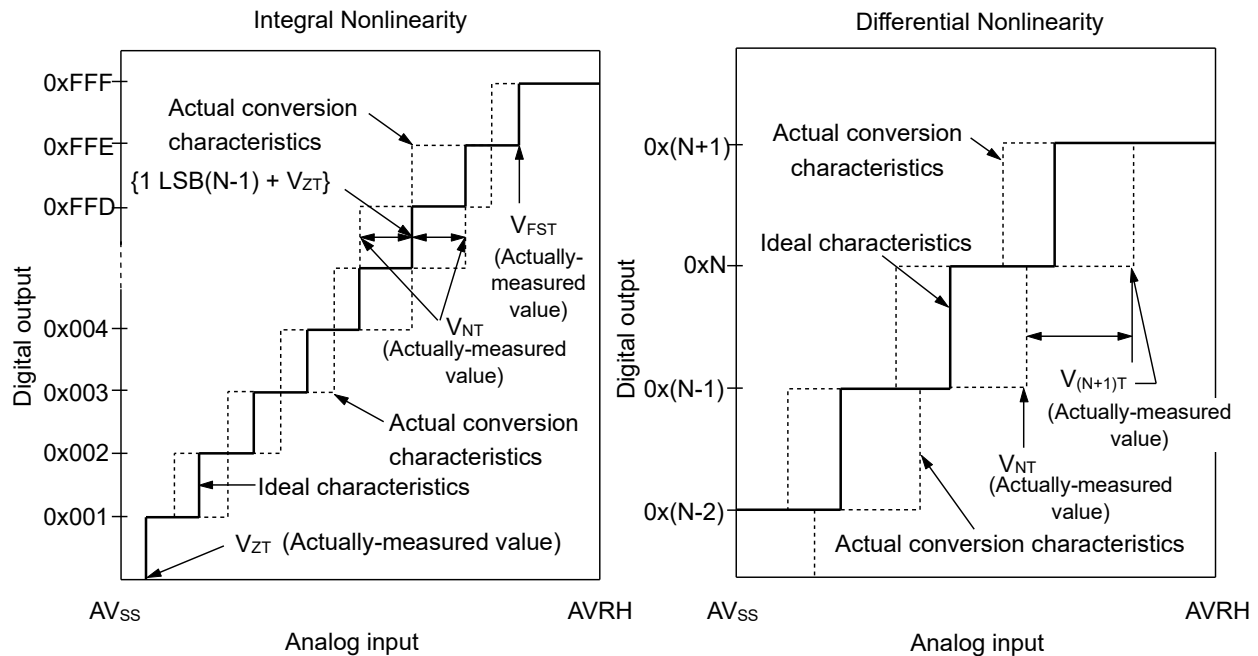 Integral Nonlinearity
0xFFF
0xFFE
0xFFD
0x004
0x003
0x002
0x001
Digital output
Actual conversion
characteristics
{1 LSB(N-1) + VZT}
VFST
(Actually-
measured
value)
VNT
(Actually-measured
value)
Actual conversion
characteristics
Ideal characteristics
VZT (Actually-measured value)
AVSS
AVRH
Analog input
Differential Nonlinearity
0x(N+1)
0xN
0x(N-1)
0x(N-2)
Digital output
Actual conversion
characteristics
Ideal characteristics
V(N+1)T
(Actually-measured
value)
VNT
(Actually-measured
value)
Actual conversion characteristics
AVSS
AVRH
Analog input